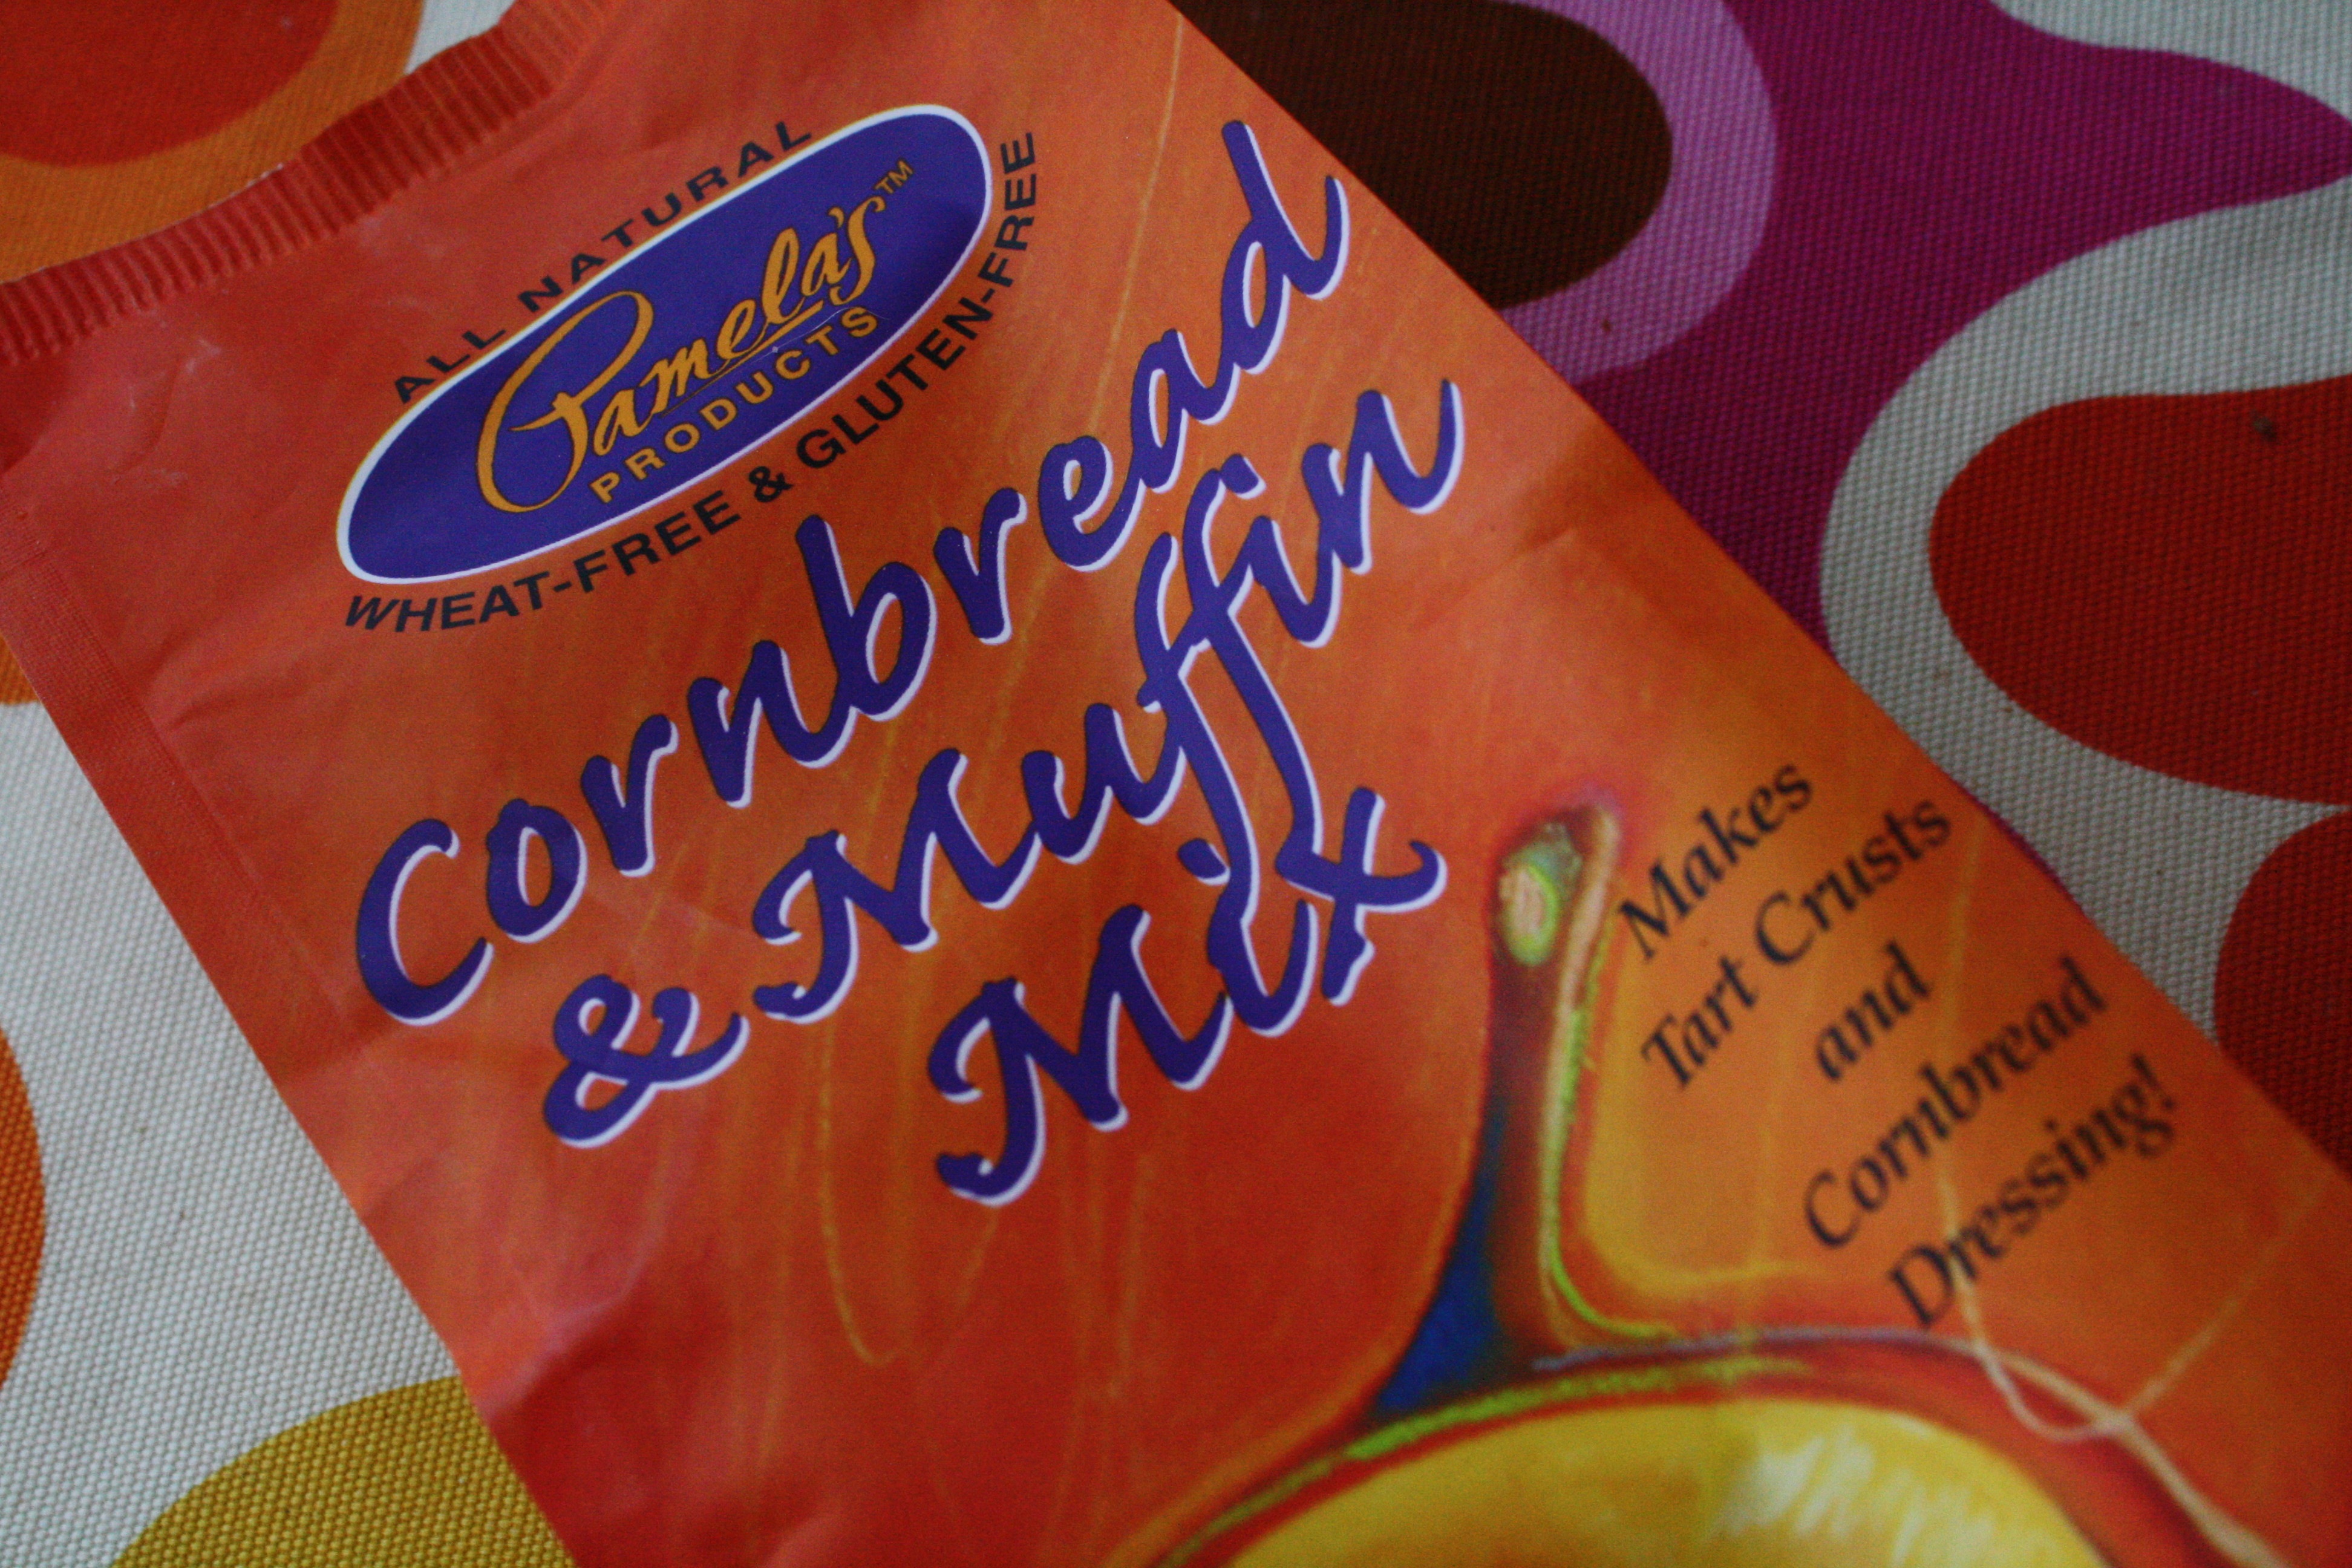 ALL NATURAL
Pamela's™
PRODUCTS
WHEAT-FREE & GLUTEN-FREE
Cornbread
& Muffin
Mix
Makes
Tart Crusts
and
Cornbread
Dressing!